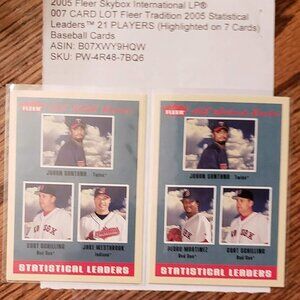 2005 Fleer Skybox International LP®
007 CARD LOT Fleer Tradition 2005 Statistical
Leaders™ 21 PLAYERS (Highlighted on 7 Cards)
Baseball Cards
ASIN: B07XWY9HQW
SKU: PW-4R48-7BQ6
FLEER
JOHAN SANTANA
Twins
CURT SCHILLING
Red Sox
JAKE WESTBROOK
Indians
STATISTICAL LEADERS
FLEER
JOHAN SANTANA
Twins
PEDRO MARTINEZ
Red Sox
CURT SCHILLING
Red Sox
STATISTICAL LEADERS